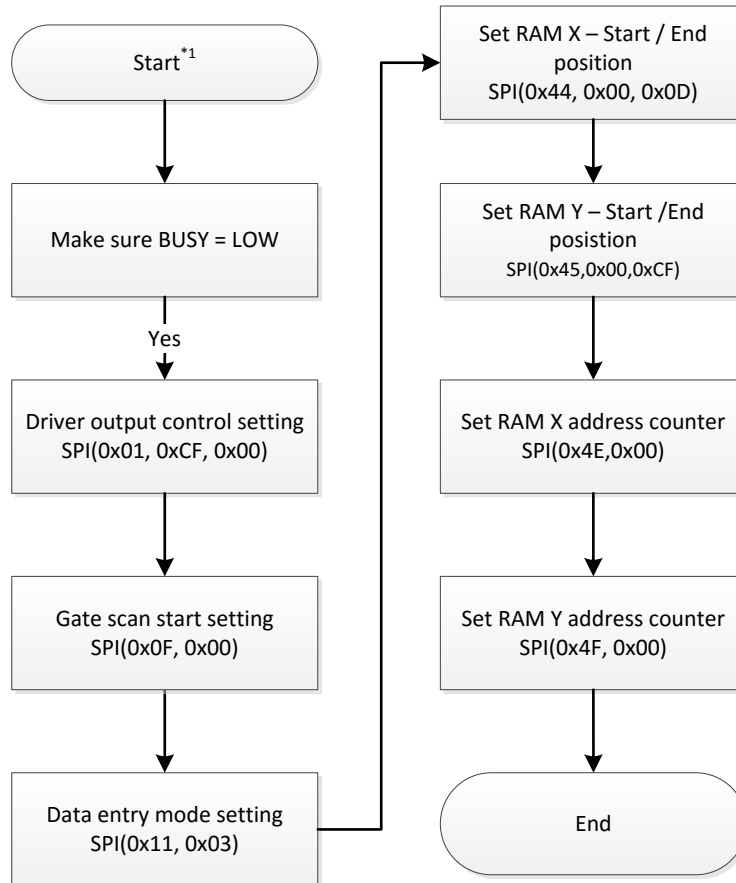 Start*1
Make sure BUSY = LOW
Yes
Driver output control setting
SPI(0x01, 0xCF, 0x00)
Gate scan start setting
SPI(0x0F, 0x00)
Data entry mode setting
SPI(0x11, 0x03)
Set RAM X – Start / End
position
SPI(0x44, 0x00, 0x0D)
Set RAM Y – Start /End
posistion
SPI(0x45,0x00,0xCF)
Set RAM X address counter
SPI(0x4E,0x00)
Set RAM Y address counter
SPI(0x4F, 0x00)
End